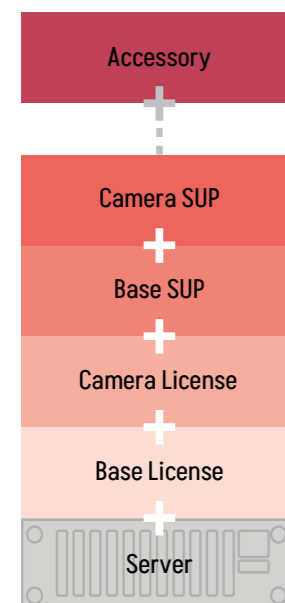 Accessory
Camera SUP
Base SUP
Camera License
Base License
Server